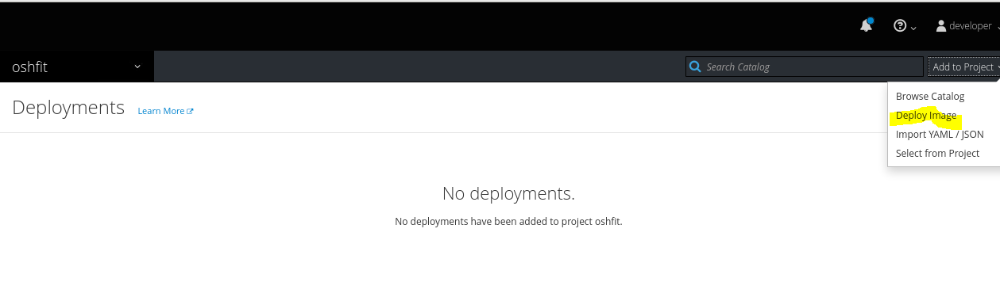 developer
oshfit
Search Catalog
Add to Project
Deployments
Learn More
Browse Catalog
Deploy Image
Import YAML / JSON
Select from Project
No deployments.
No deployments have been added to project oshfit.